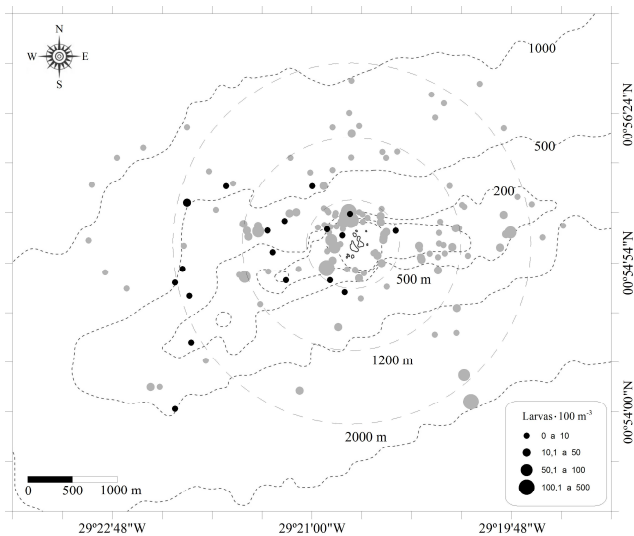 N
W E
S
1000
500
200
500 m
1200 m
2000 m
00°56'24"N
00°54'54"N
00°54'00"N
Larvas·100 m⁻³
0 a 10
10,1 a 50
50,1 a 100
100,1 a 500
0 500 1000 m
29°22'48"W 29°21'00"W 29°19'48"W